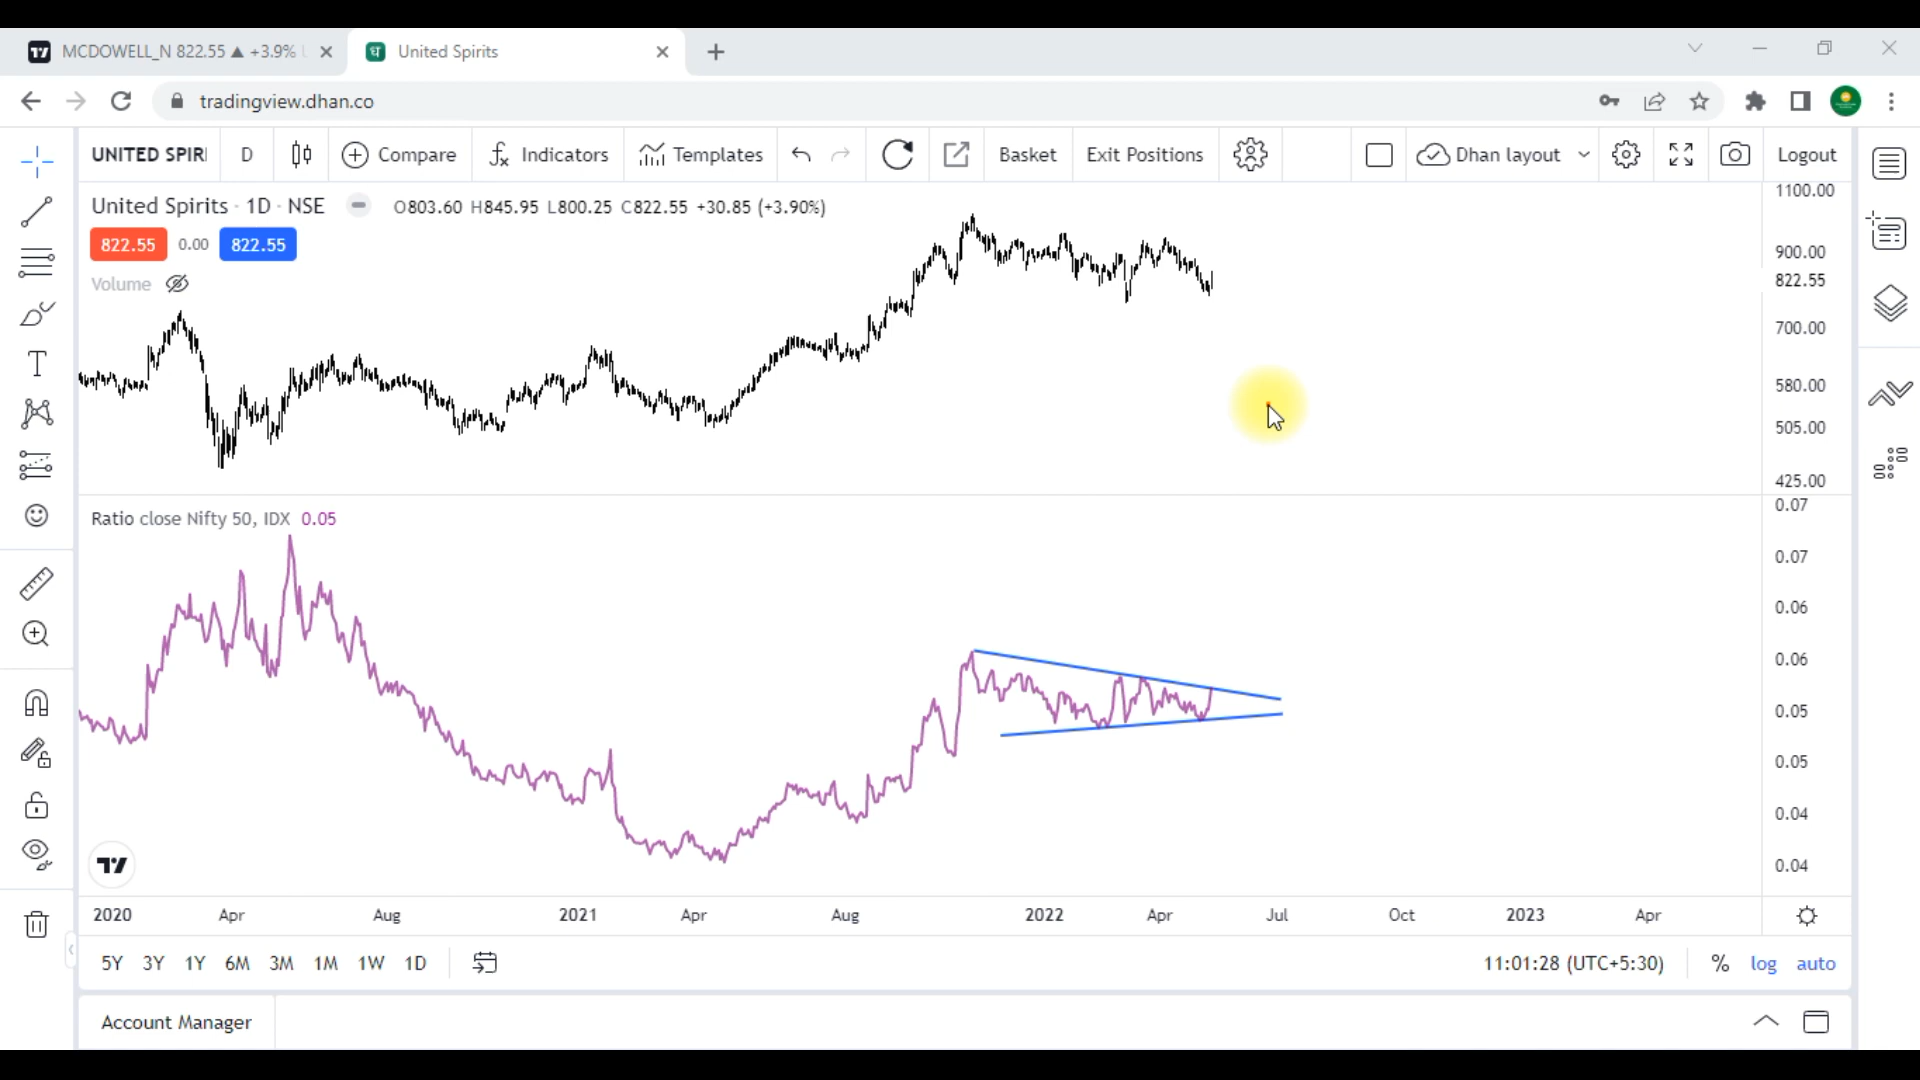 MCDOWELL_N 822.55 ▲ +3.9%
United Spirits
tradingview.dhan.co
UNITED SPIRI
D
Compare
Indicators
Templates
Basket
Exit Positions
Dhan layout
Logout
United Spirits · 1D · NSE
O803.60 H845.95 L800.25 C822.55 +30.85 (+3.90%)
822.55
0.00
822.55
Volume
1100.00
900.00
822.55
700.00
580.00
505.00
425.00
Ratio close Nifty 50, IDX 0.05
0.07
0.07
0.06
0.06
0.05
0.05
0.04
0.04
2020
Apr
Aug
2021
Apr
Aug
2022
Apr
Jul
Oct
2023
Apr
5Y 3Y 1Y 6M 3M 1M 1W 1D
11:01:28 (UTC+5:30)
%
log
auto
Account Manager